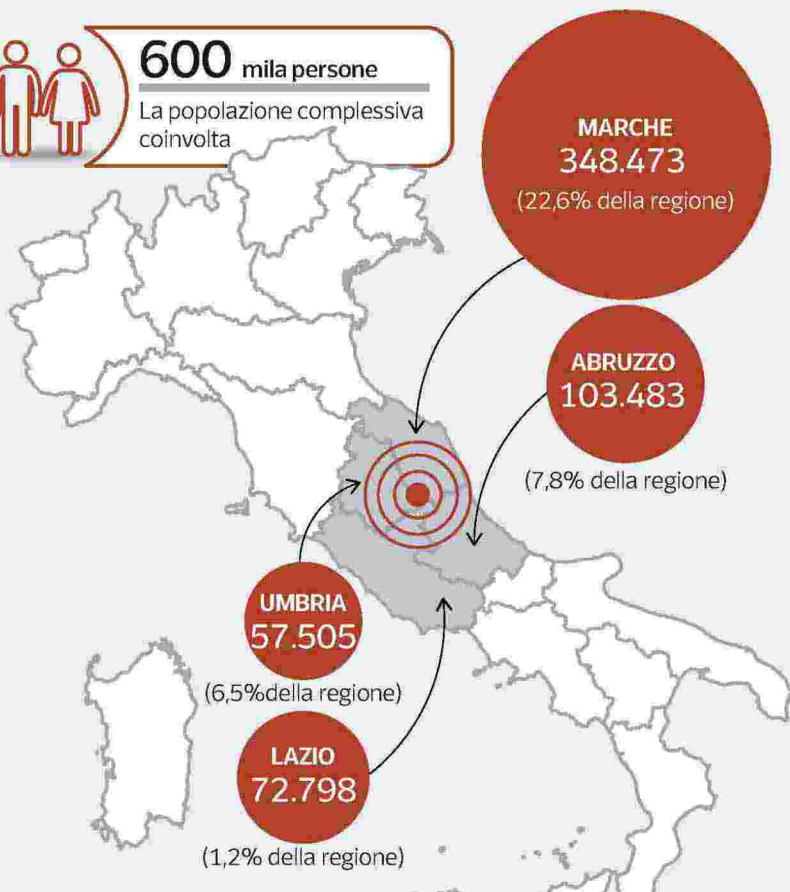 600 mila persone
La popolazione complessiva
coinvolta
MARCHE
348.473
(22,6% della regione)
ABRUZZO
103.483
(7,8% della regione)
UMBRIA
57.505
(6,5%della regione)
LAZIO
72.798
(1,2% della regione)